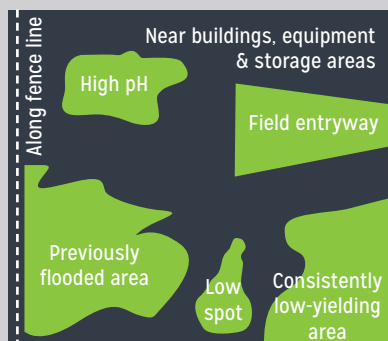 Along fence line
Near buildings, equipment
& storage areas
High pH
Field entryway
Previously
flooded area
Low
spot
Consistently
low-yielding
area